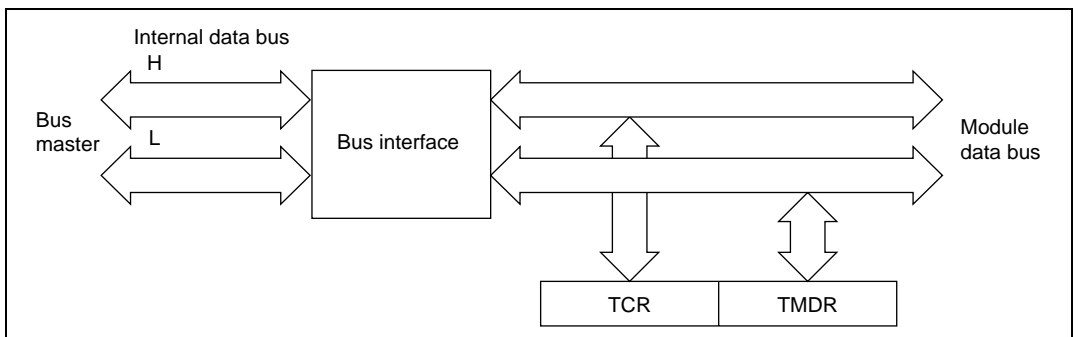 Internal data bus
H
Bus
master
L
Bus interface
Module
data bus
TCR
TMDR